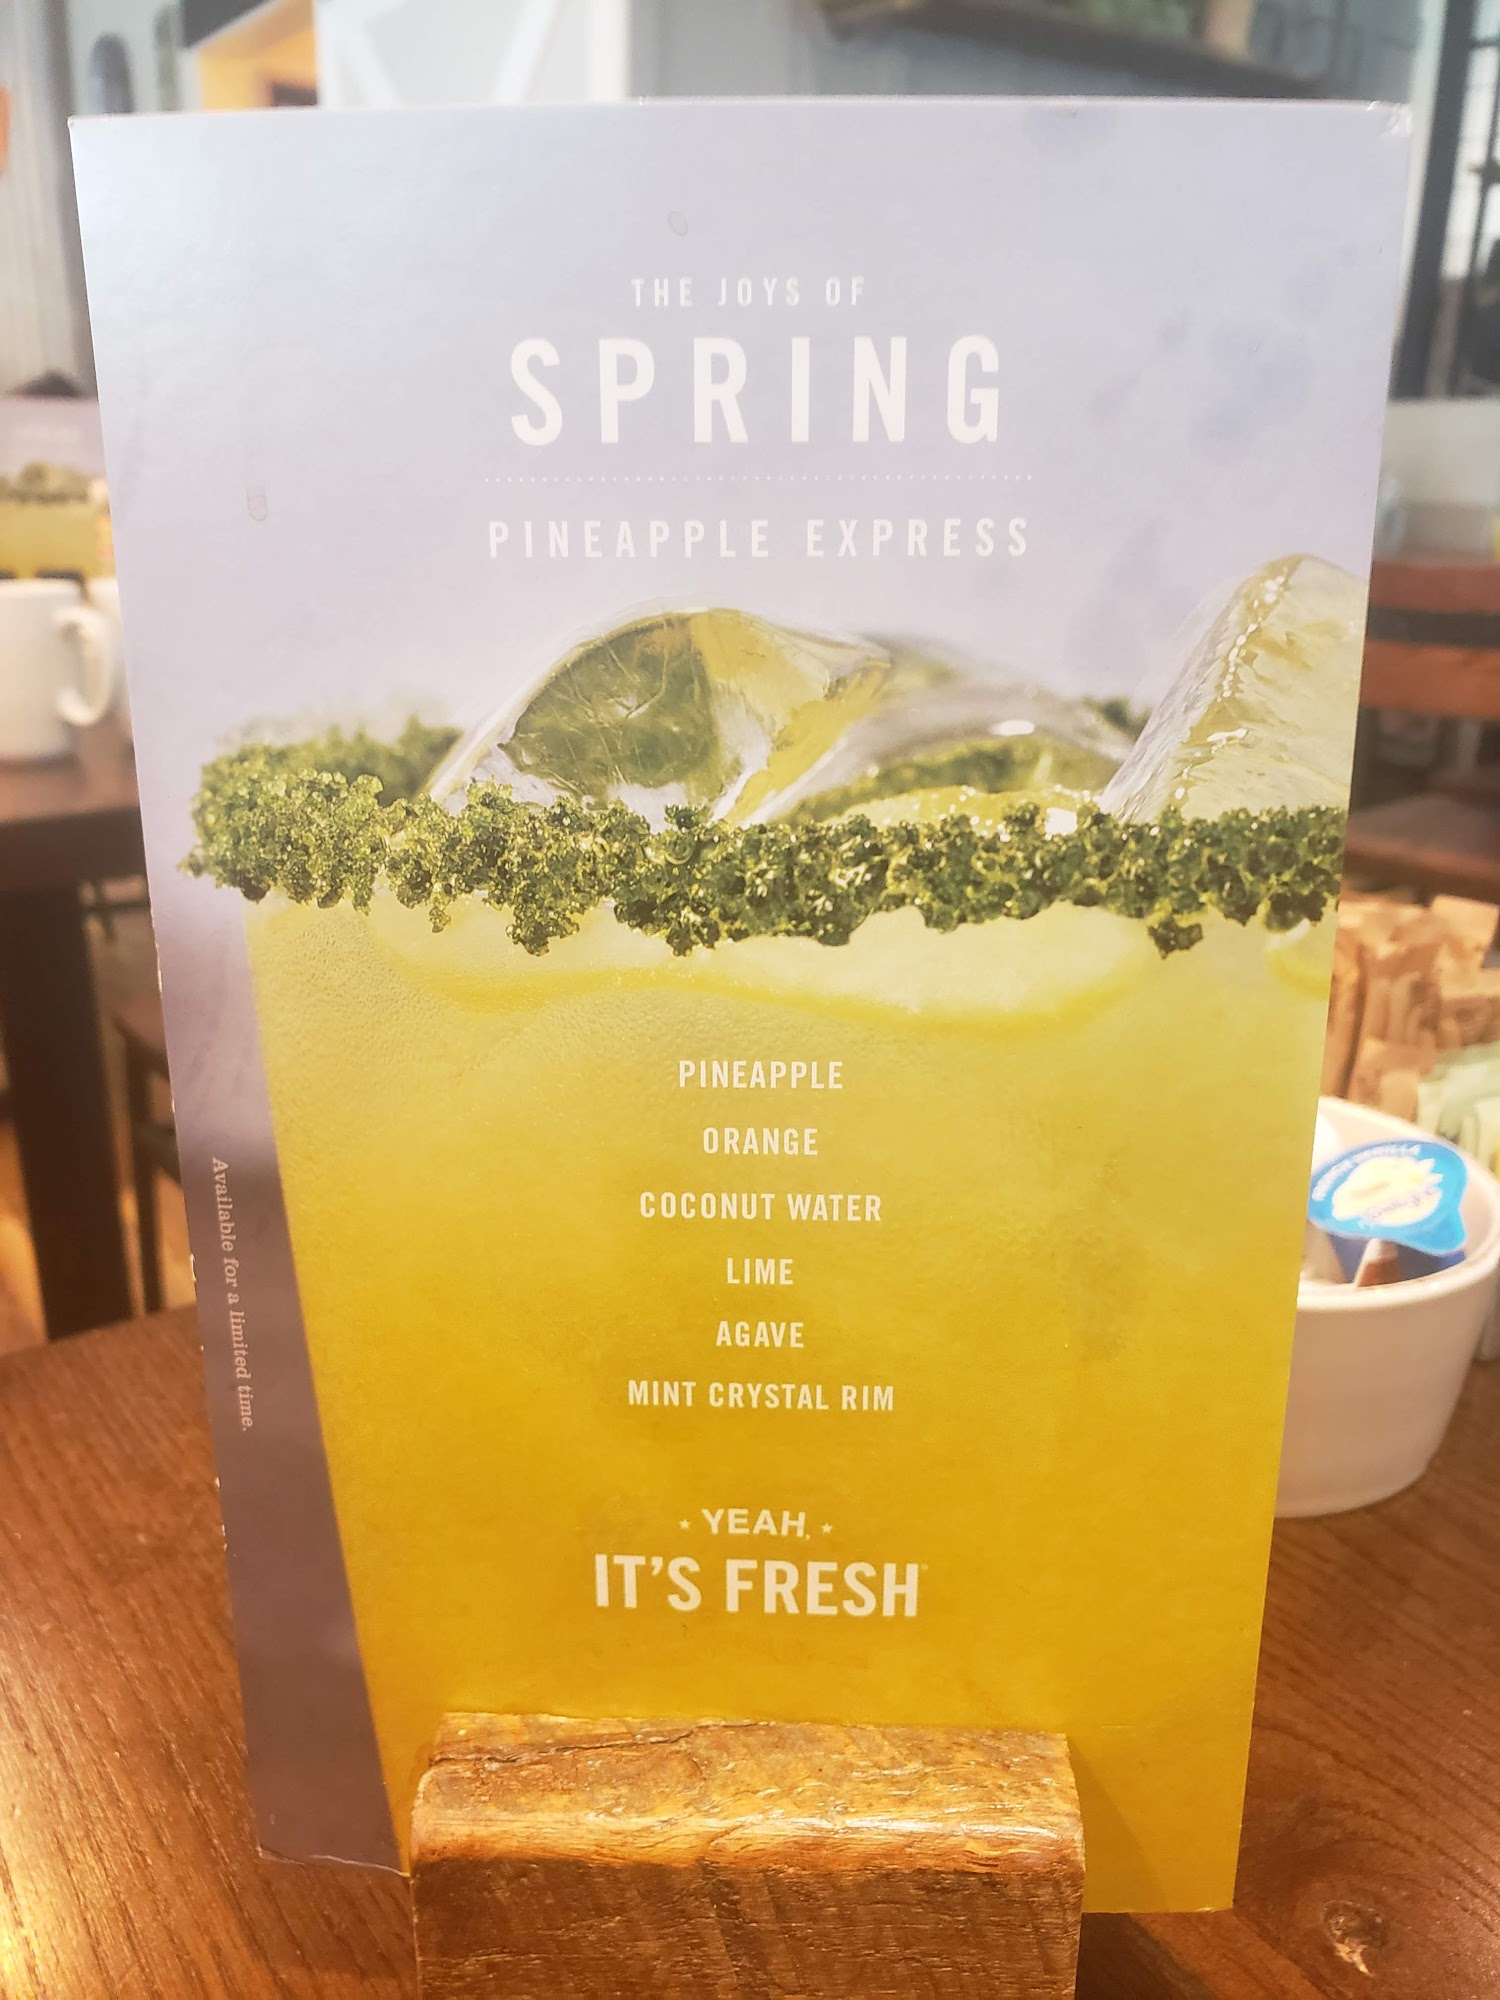 THE JOYS OF
SPRING
PINEAPPLE EXPRESS
PINEAPPLE
ORANGE
COCONUT WATER
LIME
AGAVE
MINT CRYSTAL RIM
YEAH,
IT'S FRESH
Available for a limited time.